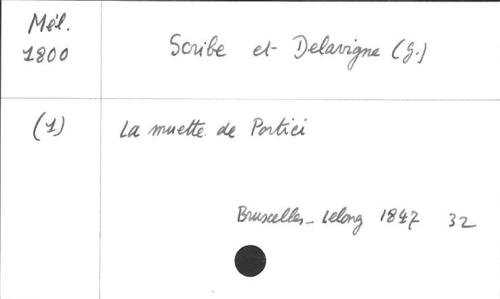 Mél.
1800
Scribe et Delavigne (G.)
(1)
La muette de Portici
Bruxelles - Lelong 1847 32